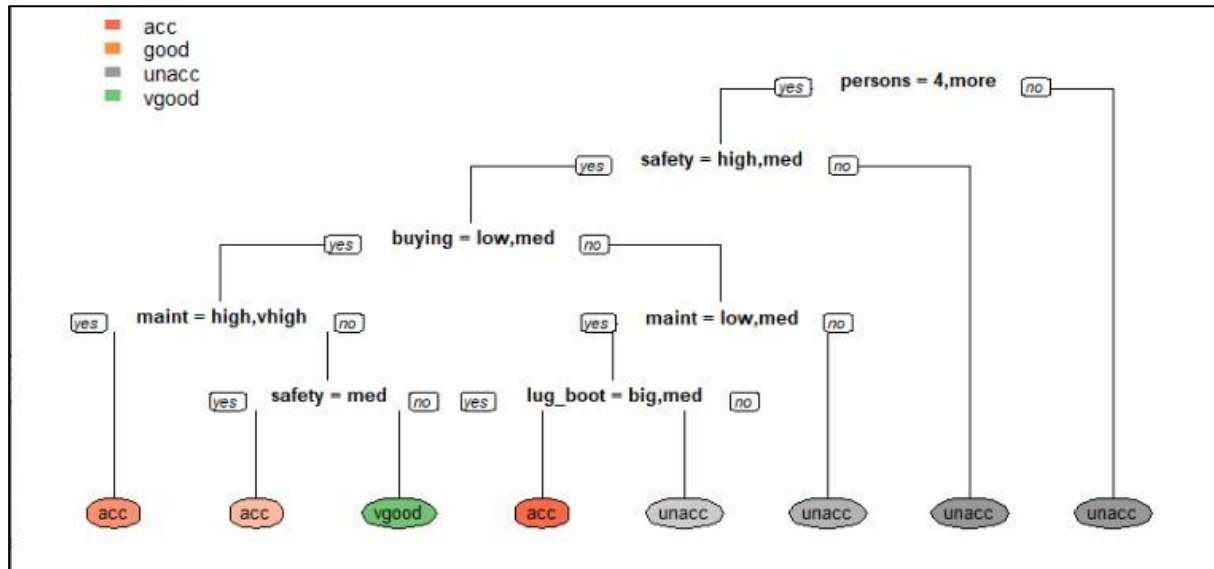 acc
good
unacc
vgood
yes persons = 4,more no
yes safety = high,med no
yes buying = low,med no
yes maint = high,vhigh no yes maint = low,med no
yes safety = med no yes lug_boot = big,med no
acc acc vgood acc unacc unacc unacc unacc